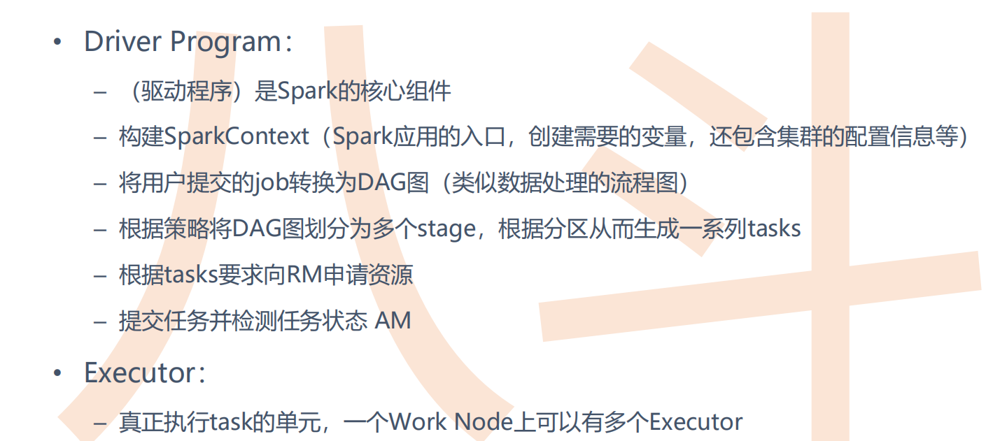 • Driver Program：
– （驱动程序）是Spark的核心组件
– 构建SparkContext（Spark应用的入口，创建需要的变量，还包含集群的配置信息等）
– 将用户提交的job转换为DAG图（类似数据处理的流程图）
– 根据策略将DAG图划分为多个stage，根据分区从而生成一系列tasks
– 根据tasks要求向RM申请资源
– 提交任务并检测任务状态 AM
• Executor：
– 真正执行task的单元，一个Work Node上可以有多个Executor
八斗